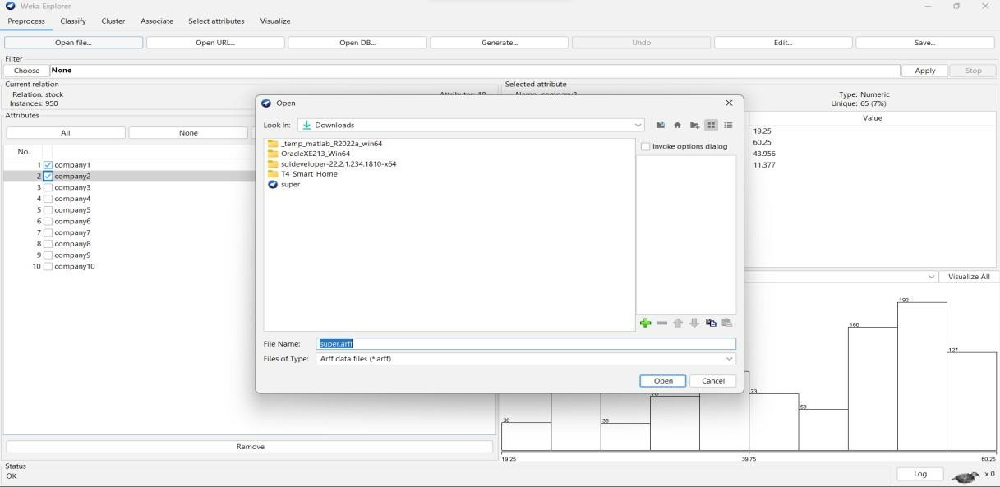 Weka Explorer
Preprocess Classify Cluster Associate Select attributes Visualize
Open file... Open URL... Open DB... Generate... Undo Edit... Save...
Filter
Choose None Apply Stop
Current relation
Relation: stock
Instances: 950
Attributes: 10
Selected attribute
Name: company2
Type: Numeric
Unique: 65 (7%)
Attributes
All None
No.
1 company1
2 company2
3 company3
4 company4
5 company5
6 company6
7 company7
8 company8
9 company9
10 company10
Remove
Status
OK
Open
Look In: Downloads
_temp_matlab_R2022a_win64
OracleXE213_Win64
sqldeveloper-22.2.1.234.1810-x64
T4_Smart_Home
super
Invoke options dialog
File Name: super.arff
Files of Type: Arff data files (*.arff)
Open Cancel
Value
19.25
60.25
43.956
11.377
Visualize All
36
35
73
53
160
192
127
19.25 39.75 60.25
Log x 0